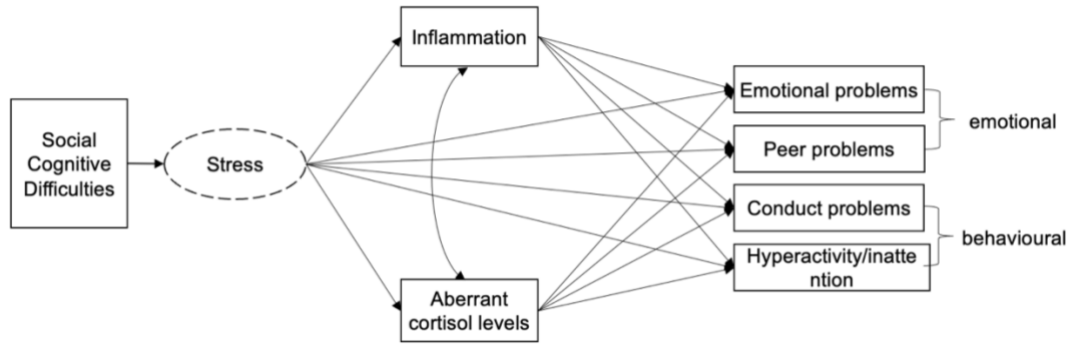 Social
Cognitive
Difficulties
Stress
Inflammation
Aberrant
cortisol levels
Emotional problems
Peer problems
Conduct problems
Hyperactivity/inatte
ntion
emotional
behavioural